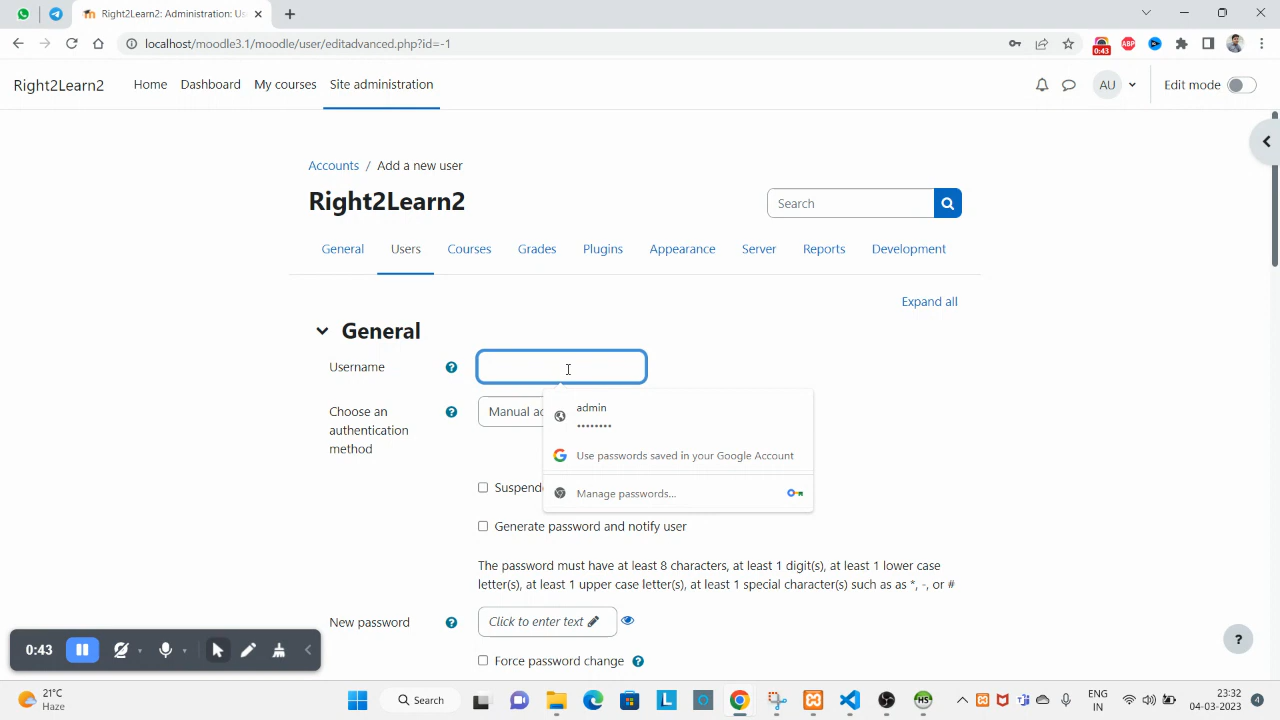 Right2Learn2: Administration: Us
localhost/moodle3.1/moodle/user/editadvanced.php?id=-1
0:43
ABP
Right2Learn2
Home
Dashboard
My courses
Site administration
AU
Edit mode
Accounts / Add a new user
Right2Learn2
Search
General
Users
Courses
Grades
Plugins
Appearance
Server
Reports
Development
Expand all
General
Username
admin
••••••••
Choose an
authentication
method
Manual ac
Use passwords saved in your Google Account
Manage passwords...
Suspende
Generate password and notify user
The password must have at least 8 characters, at least 1 digit(s), at least 1 lower case
letter(s), at least 1 upper case letter(s), at least 1 special character(s) such as as *, -, or #
New password
Click to enter text
Force password change
0:43
21°C
Haze
Search
L
HS
ENG
IN
23:32
04-03-2023
4